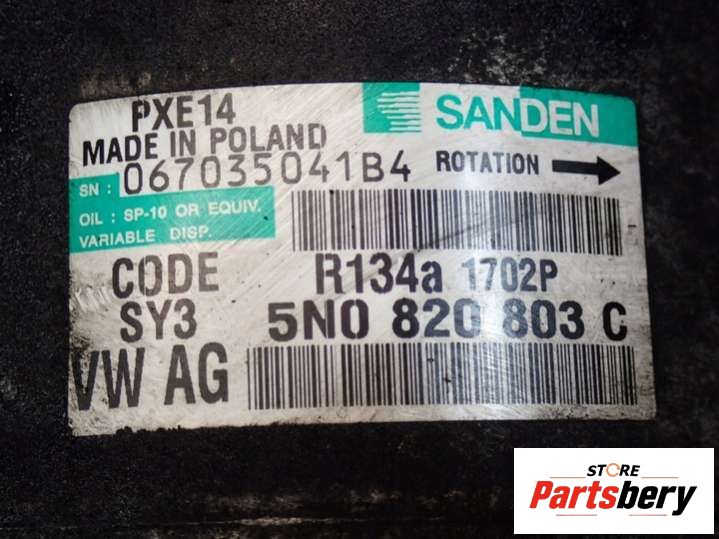 PXE14
SANDEN
MADE IN POLAND
SN : 067035041B4
ROTATION
OIL : SP-10 OR EQUIV.
VARIABLE DISP.
CODE
R134a 1702P
SY3
5N0 820 803 C
VW AG
STORE
Partsbery